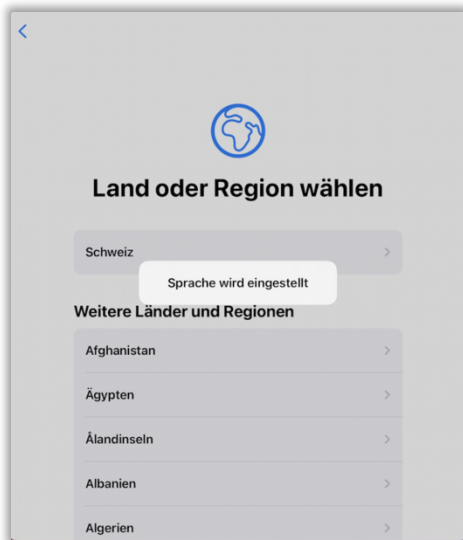 Land oder Region wählen
Schweiz
Sprache wird eingestellt
Weitere Länder und Regionen
Afghanistan
Ägypten
Ålandinseln
Albanien
Algerien